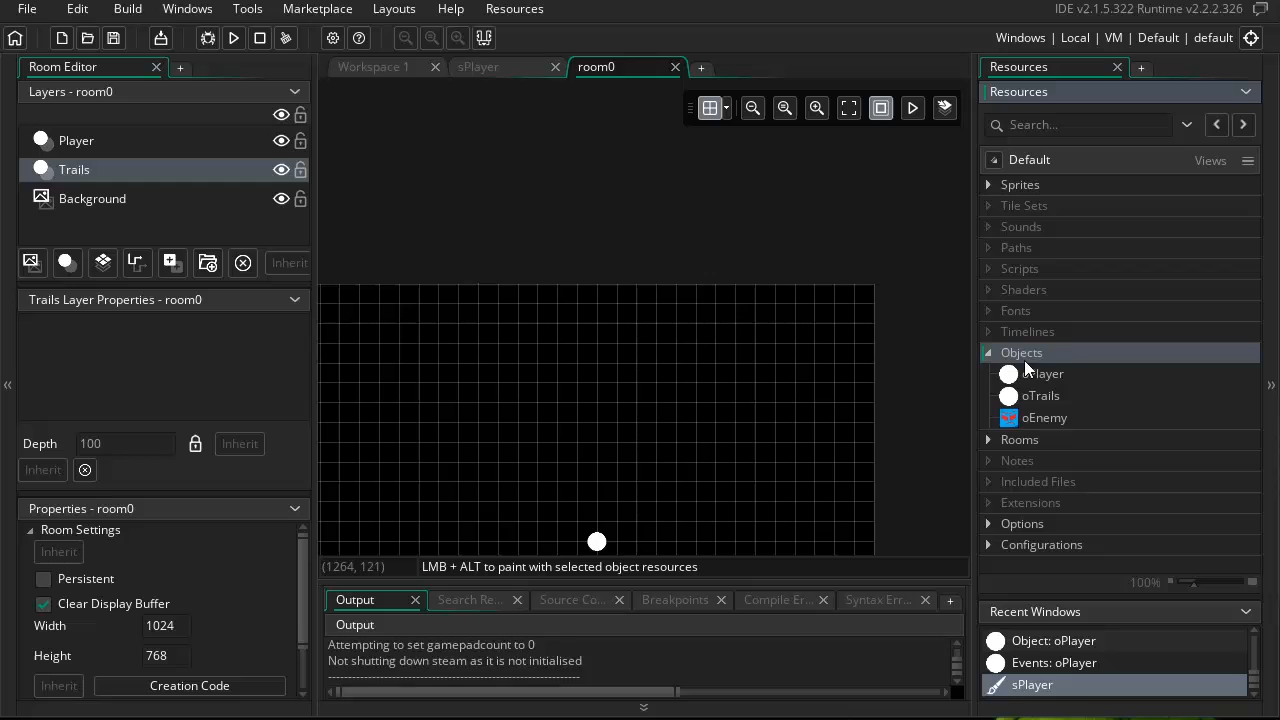 File Edit Build Windows Tools Marketplace Layouts Help Resources IDE v2.1.5.322 Runtime v2.2.2.326
Windows | Local | VM | Default | default
Room Editor
Layers - room0
Player
Trails
Background
Inherit
Trails Layer Properties - room0
Depth 100 Inherit
Inherit
Properties - room0
Room Settings
Inherit
Persistent
Clear Display Buffer
Width 1024
Height 768
Inherit Creation Code
Workspace 1 sPlayer room0
(1264, 121) LMB + ALT to paint with selected object resources
Output Search Re... Source Co... Breakpoints Compile Er... Syntax Err...
Output
Attempting to set gamepadcount to 0
Not shutting down steam as it is not initialised
Resources
Resources
Search...
Default Views
Sprites
Tile Sets
Sounds
Paths
Scripts
Shaders
Fonts
Timelines
Objects
oPlayer
oTrails
oEnemy
Rooms
Notes
Included Files
Extensions
Options
Configurations
100%
Recent Windows
Object: oPlayer
Events: oPlayer
sPlayer